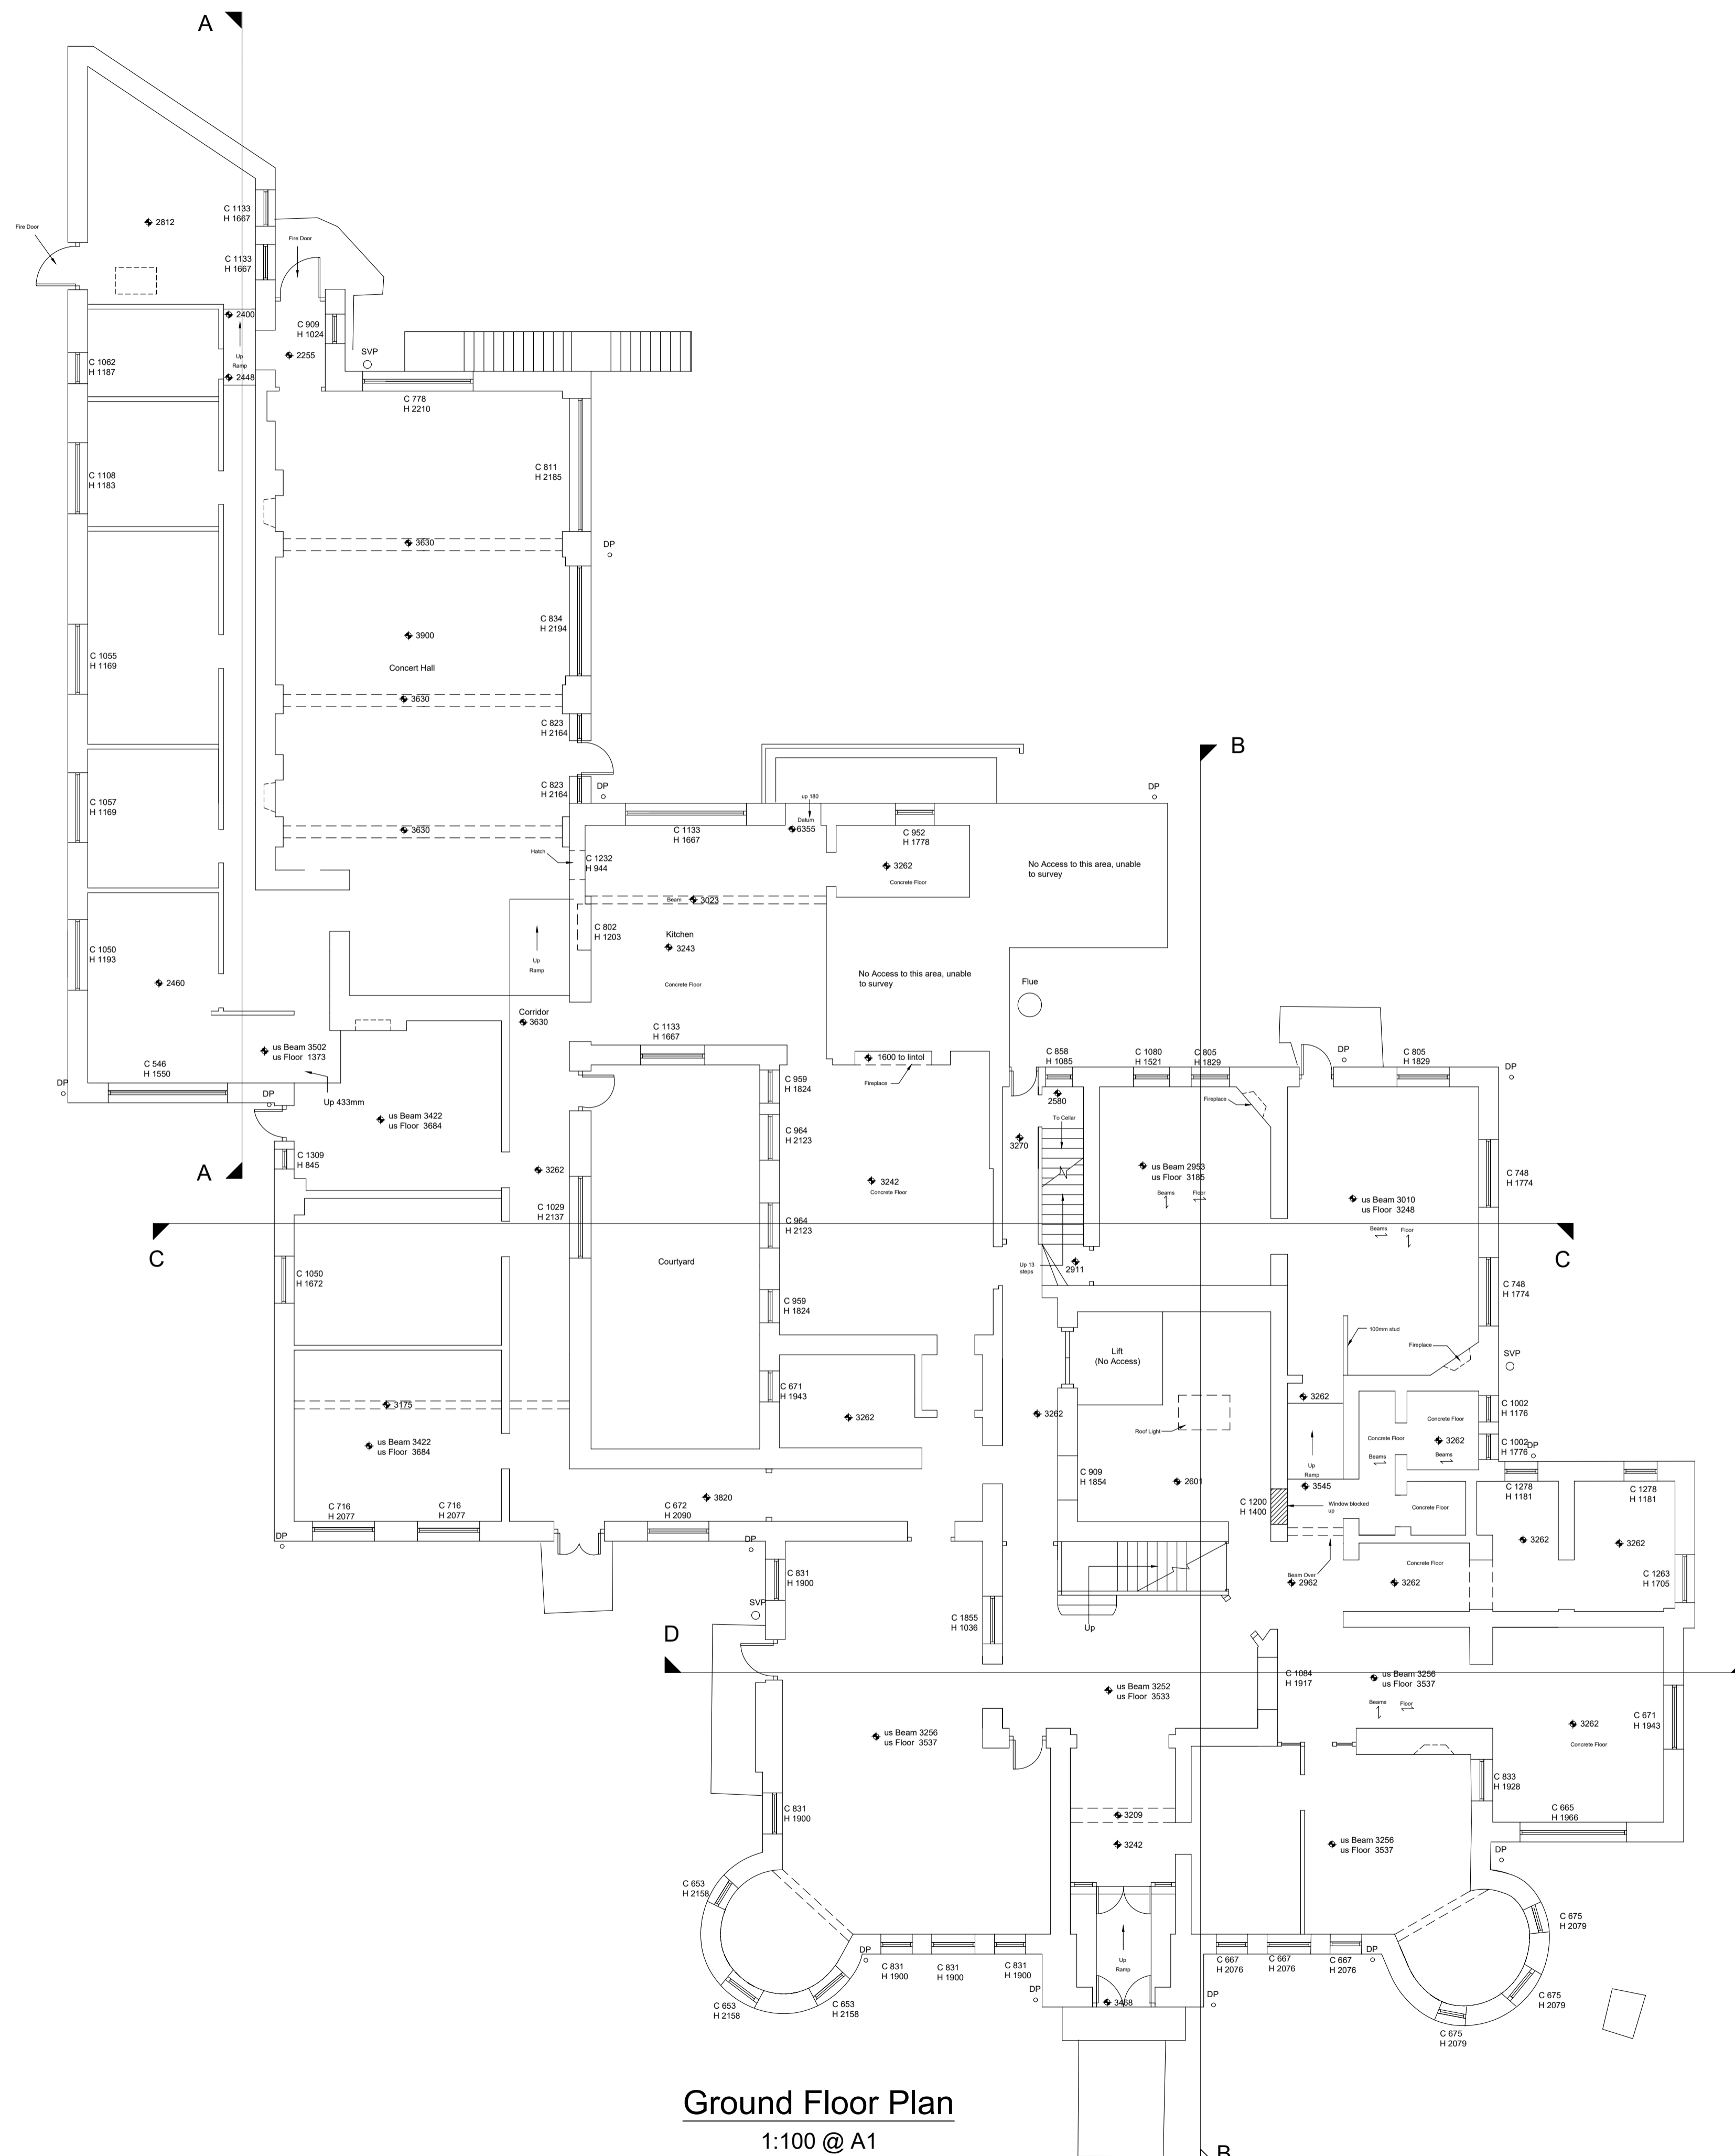 A
Fire Door
2812
C 1133
H 1667
Fire Door
C 1133
H 1667
2400
C 909
H 1024
2255
SVP
Up
Ramp
2448
C 1062
H 1187
C 778
H 2210
C 1108
H 1183
C 811
H 2185
3630
DP
C 834
H 2194
3900
Concert Hall
C 1055
H 1169
3630
C 823
H 2164
B
C 823
H 2164
DP
DP
C 1057
H 1169
3630
up 180
Datum
6355
C 1133
H 1667
C 952
H 1778
Hatch
C 1232
H 944
3262
Concrete Floor
No Access to this area, unable
to survey
Beam
3023
C 802
H 1203
Kitchen
3243
Concrete Floor
C 1050
H 1193
2460
Up
Ramp
No Access to this area, unable
to survey
Flue
Corridor
3630
C 1133
H 1667
us Beam 3502
us Floor 1373
C 546
H 1550
DP
DP
Up 433mm
1600 to lintol
Fireplace
C 858
H 1085
C 1080
H 1521
C 805
H 1829
DP
C 805
H 1829
DP
C 959
H 1824
2580
To Cellar
Fireplace
us Beam 3422
us Floor 3684
C 964
H 2123
3270
C 1309
H 845
A
3262
3242
Concrete Floor
us Beam 2953
us Floor 3185
Beams
Floor
C 748
H 1774
us Beam 3010
us Floor 3248
Beams
Floor
C 1029
H 2137
C 964
H 2123
C
C
Courtyard
Up 13
steps
2911
C 1050
H 1672
C 959
H 1824
C 748
H 1774
100mm stud
Fireplace
SVP
Lift
(No Access)
C 671
H 1943
3262
3262
3175
us Beam 3422
us Floor 3684
Roof Light
3262
C 1002
H 1176
Concrete Floor
Concrete Floor
3262
Beams
Beams
C 1002
H 1776
DP
C 909
H 1854
2601
Up
Ramp
3545
C 1278
H 1181
C 1278
H 1181
3820
C 716
H 2077
C 716
H 2077
C 672
H 2090
C 1200
H 1400
Window blocked
up
Concrete Floor
DP
DP
3262
3262
C 831
H 1900
Beam Over
2962
Concrete Floor
3262
C 1263
H 1705
SVP
C 1855
H 1036
Up
D
C 1084
H 1917
us Beam 3256
us Floor 3537
Beams
Floor
us Beam 3252
us Floor 3533
us Beam 3256
us Floor 3537
C 671
H 1943
3262
Concrete Floor
C 833
H 1928
C 831
H 1900
3209
C 665
H 1966
3242
us Beam 3256
us Floor 3537
DP
C 653
H 2158
C 675
H 2079
DP
C 831
H 1900
C 831
H 1900
C 831
H 1900
Up
Ramp
C 667
H 2076
C 667
H 2076
C 667
H 2076
DP
DP
3468
DP
C 653
H 2158
C 653
H 2158
C 675
H 2079
C 675
H 2079
Ground Floor Plan
1:100 @ A1
B